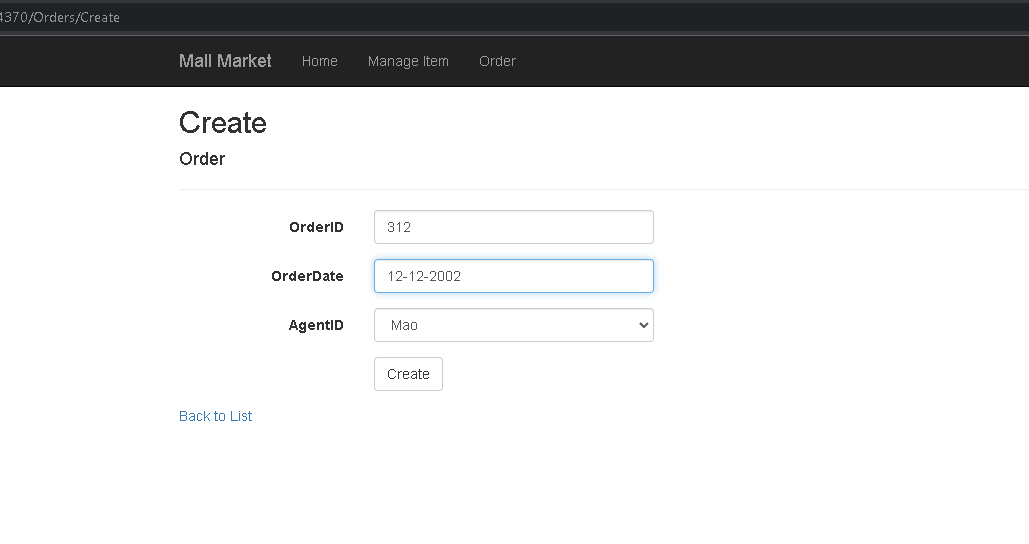 4370/Orders/Create
Mall Market Home Manage Item Order
Create
Order
OrderID 312
OrderDate 12-12-2002
AgentID Mao
Create
Back to List